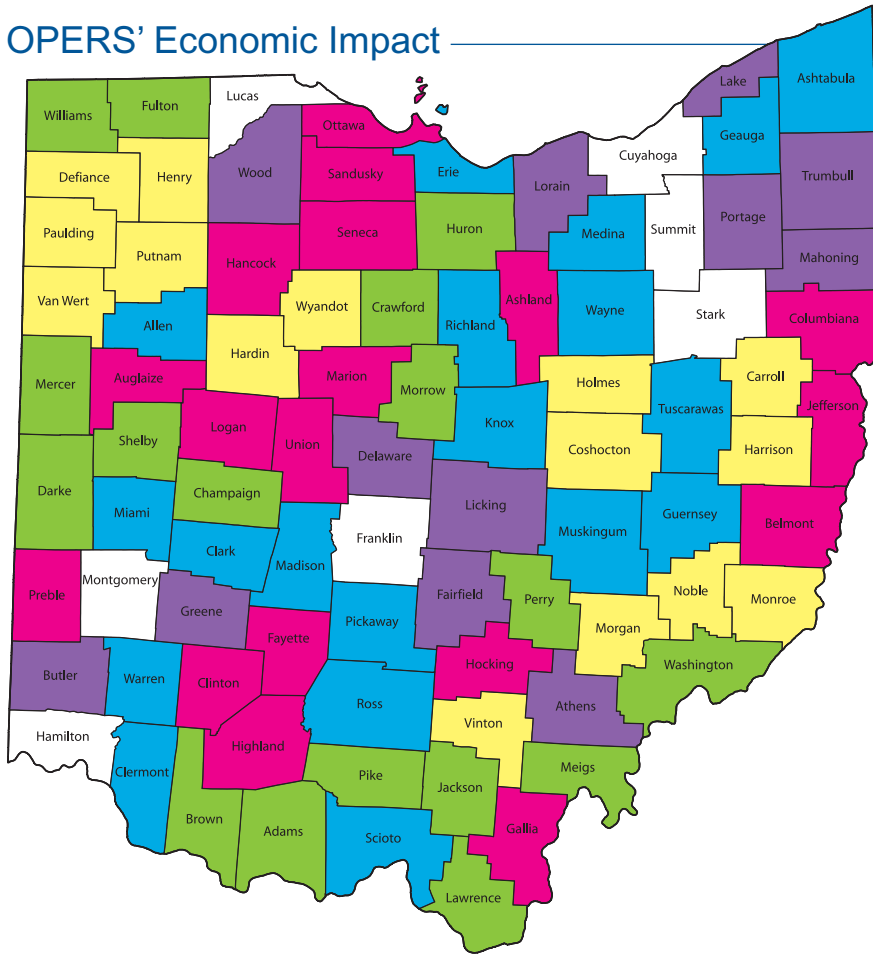 OPERS’ Economic Impact
Lake
Ashtabula
Lucas
Williams
Fulton
Ottawa
Geauga
Cuyahoga
Wood
Sandusky
Erie
Lorain
Trumbull
Defiance
Henry
Portage
Paulding
Seneca
Huron
Medina
Summit
Putnam
Hancock
Mahoning
Van Wert
Wyandot
Crawford
Ashland
Wayne
Stark
Columbiana
Allen
Richland
Hardin
Mercer
Auglaize
Marion
Morrow
Holmes
Carroll
Tuscarawas
Jefferson
Shelby
Logan
Union
Knox
Delaware
Coshocton
Harrison
Darke
Champaign
Licking
Miami
Guernsey
Belmont
Franklin
Muskingum
Clark
Madison
Montgomery
Preble
Greene
Fairfield
Perry
Noble
Monroe
Pickaway
Morgan
Fayette
Hocking
Washington
Butler
Warren
Clinton
Ross
Athens
Vinton
Hamilton
Highland
Clermont
Pike
Jackson
Meigs
Brown
Adams
Scioto
Gallia
Lawrence